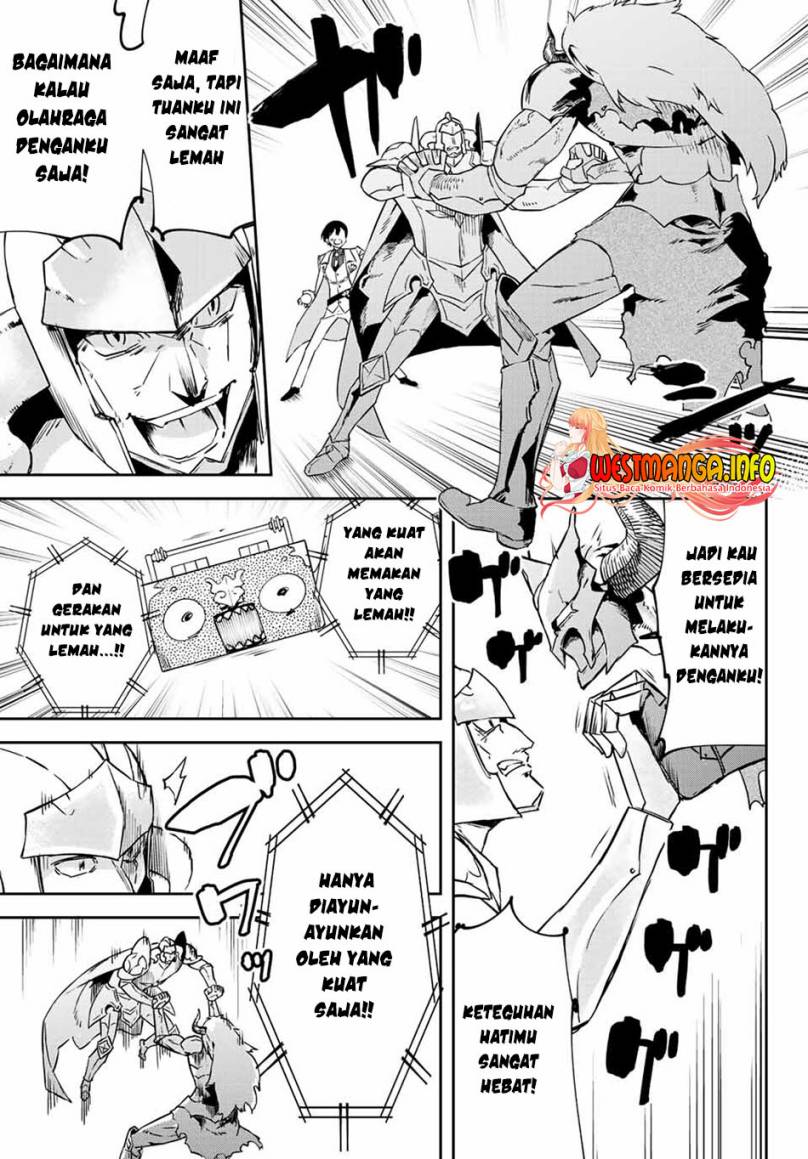 MAAF
SAJA, TAPI
TUANKU INI
SANGAT
LEMAH
BAGAIMANA
KALAU
OLAHRAGA
DENGANKU
SAJA!
WESTMANGA.INFO
Situs Baca Komik Berbahasa Indonesia
JADI KAU
BERSEDIA
UNTUK
MELAKU-
KANNYA
DENGANKU!
KETEGUHAN
HATIMU
SANGAT
HEBAT!
YANG KUAT
AKAN
MEMAKAN
YANG
LEMAH!!
DAN
GERAKAN
UNTUK YANG
LEMAH...!!
HANYA
DIAYUN-
AYUNKAN
OLEH YANG
KUAT
SAJA!!